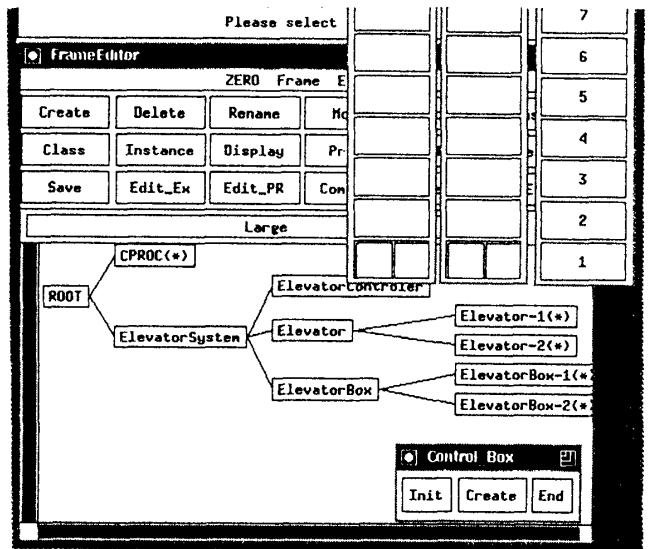 Please select
7
FrameEditor
6
ZERO Frame E
5
Create Delete Rename
4
Class Instance Display Pr
3
Save Edit_Ex Edit_PR Com
2
Large
1
CPROC(*)
ROOT
ElevatorControler
Elevator
Elevator-1(*)
ElevatorSystem
Elevator-2(*)
ElevatorBox
ElevatorBox-1(*)
ElevatorBox-2(*)
Control Box
Init Create End